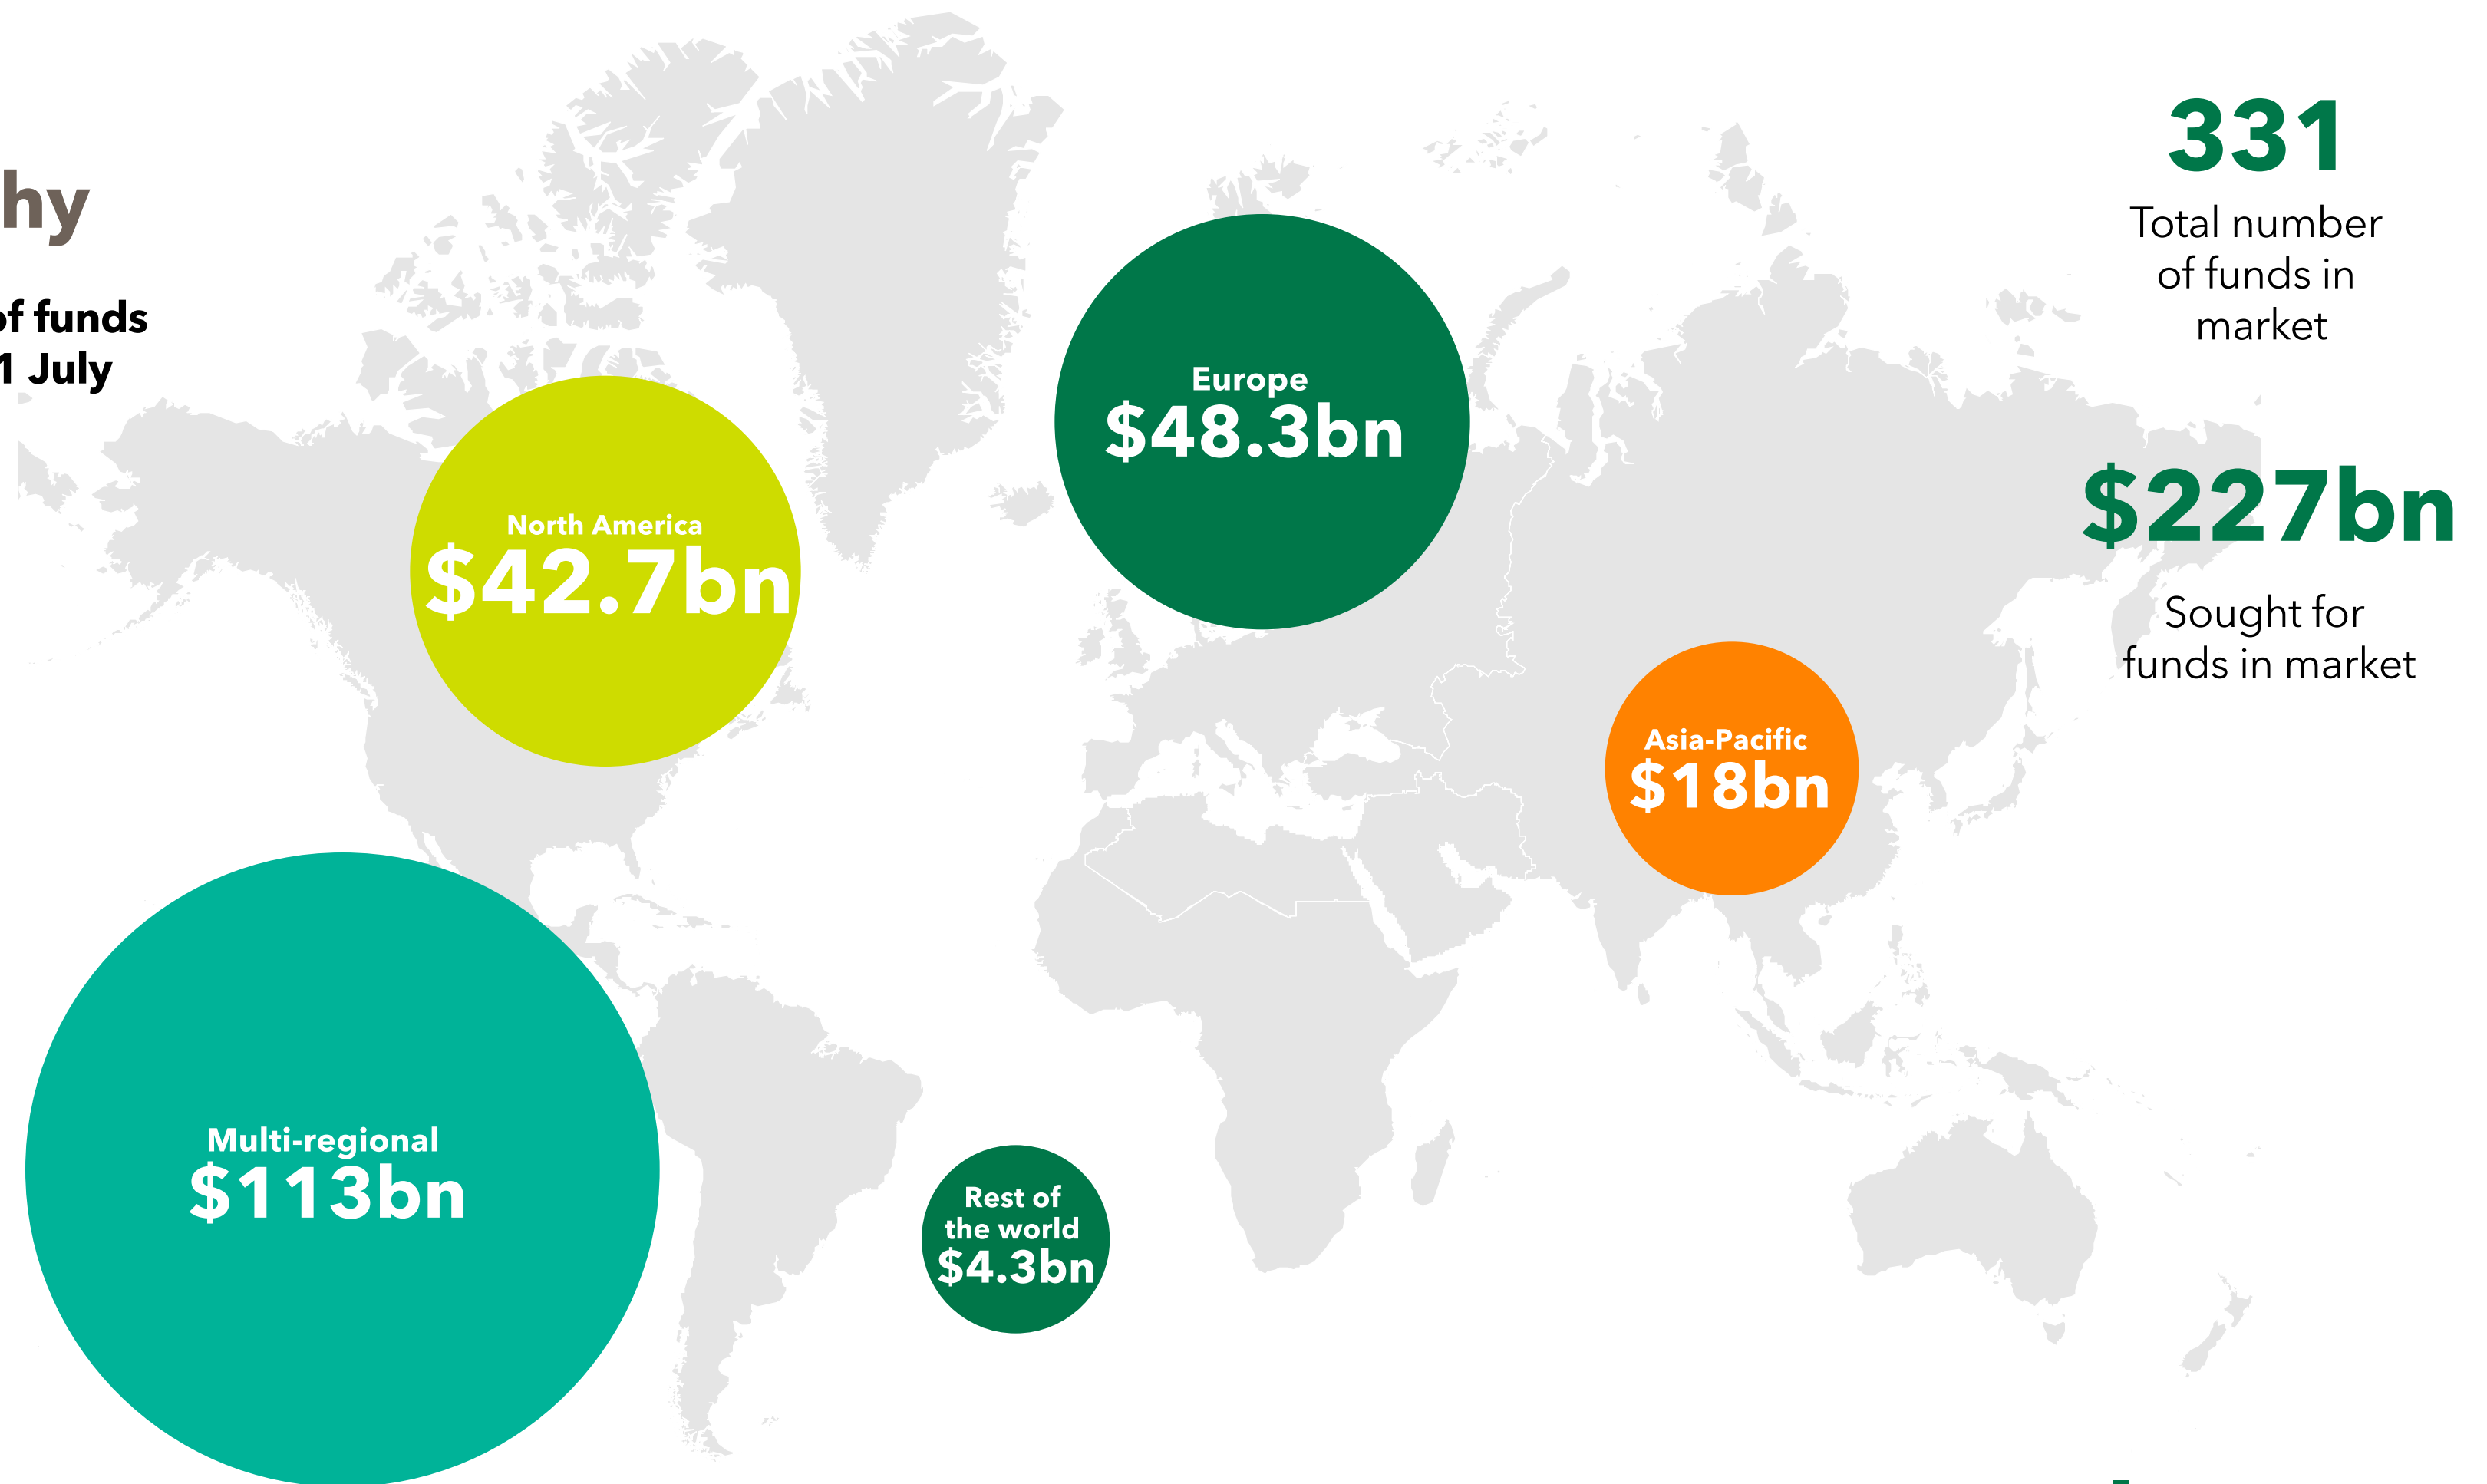 hy
of funds
1 July
331
Total number
of funds in
market
$227bn
Sought for
funds in market
Europe
$48.3bn
North America
$42.7bn
Asia-Pacific
$18bn
Multi-regional
$113bn
Rest of
the world
$4.3bn